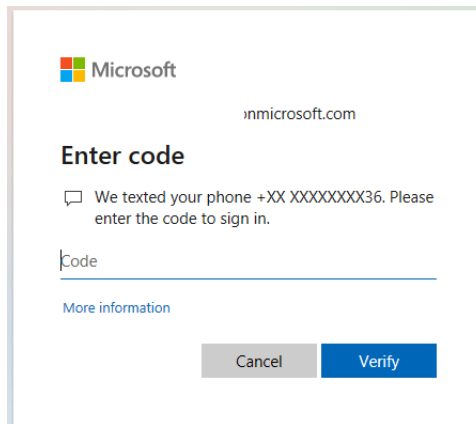 Microsoft
onmicrosoft.com
Enter code
We texted your phone +XX XXXXXXXX36. Please
enter the code to sign in.
Code
More information
Cancel
Verify